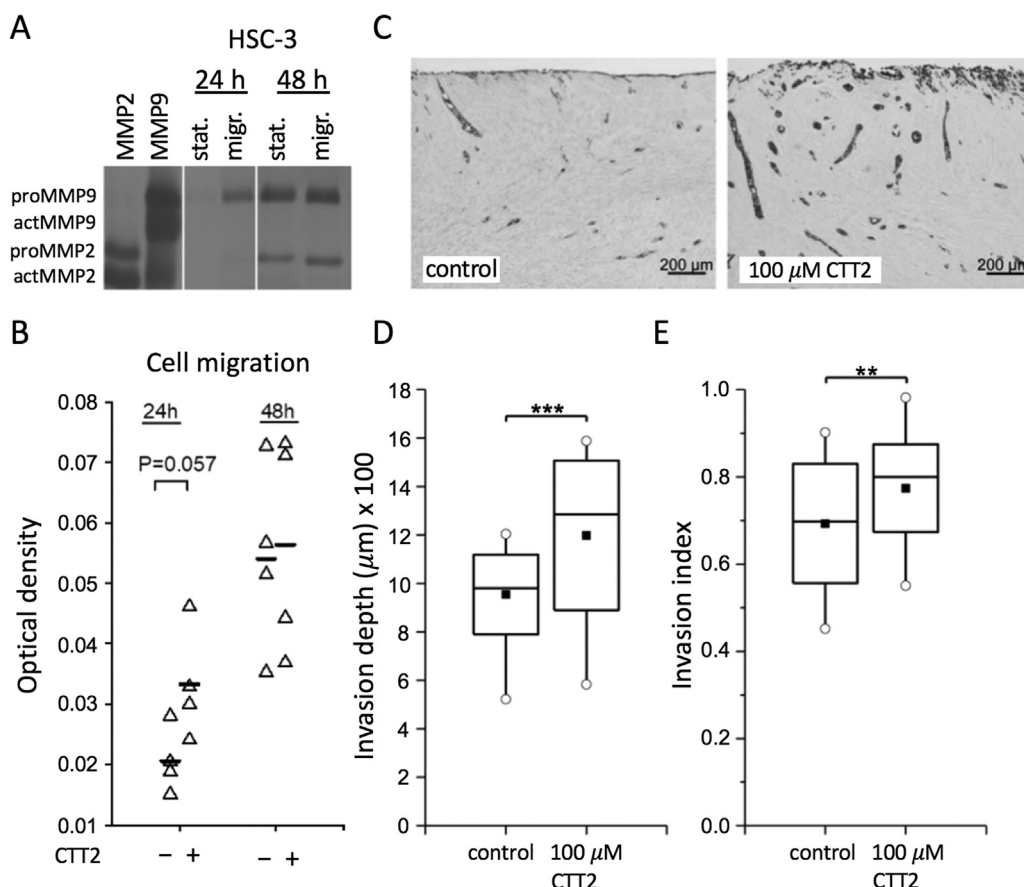 A
HSC-3
24 h 48 h
MMP2 MMP9 stat. migr. stat. migr.
proMMP9
actMMP9
proMMP2
actMMP2
C
control
200 µm
100 µM CTT2
200 µm
B
Cell migration
24h 48h
P=0.057
Optical density
0.08
0.07
0.06
0.05
0.04
0.03
0.02
0.01
CTT2 – + – +
D
***
Invasion depth (µm) x 100
18
16
14
12
10
8
6
4
2
0
control 100 µM
CTT2
E
**
Invasion index
1.0
0.8
0.6
0.4
0.2
0.0
control 100 µM
CTT2